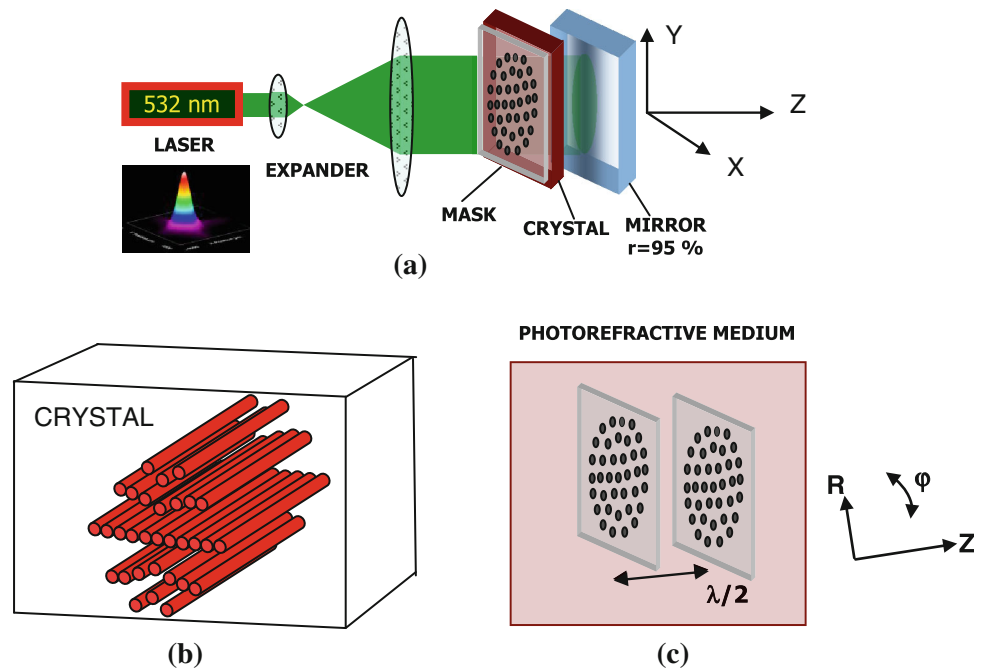 532 nm
LASER
EXPANDER
MASK
CRYSTAL
MIRROR
r=95 %
Y
Z
X
(a)
CRYSTAL
(b)
PHOTOREFRACTIVE MEDIUM
λ/2
R
φ
Z
(c)